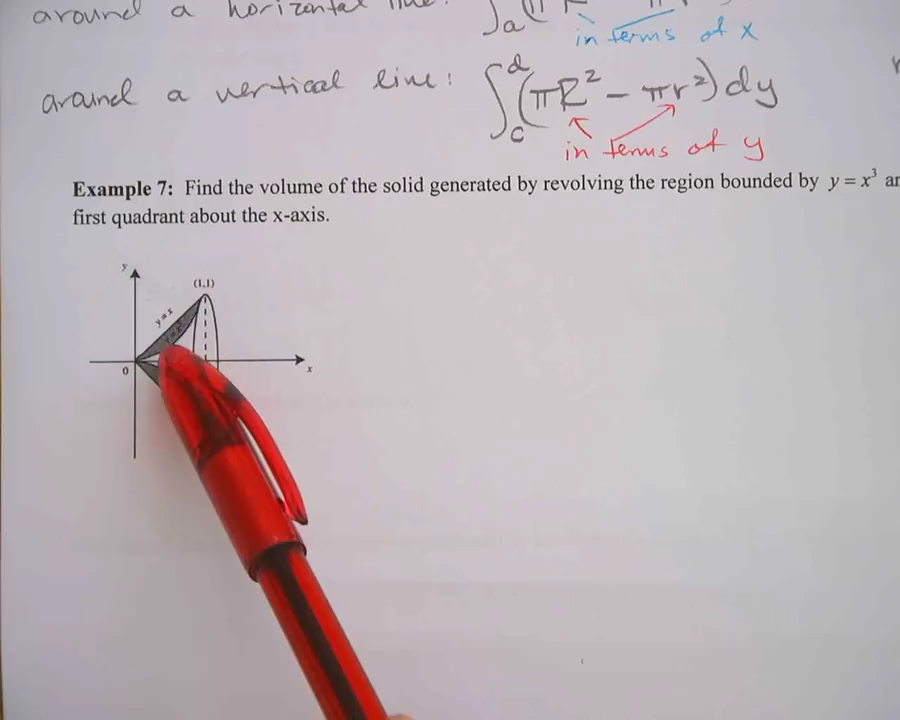 around a horizontal line:
∫a (π
in terms of x
around a vertical line: ∫_c^d (πR² − πr²) dy
in terms of y
Example 7: Find the volume of the solid generated by revolving the region bounded by y = x³
first quadrant about the x-axis.
y
(1,1)
y = x
0
x